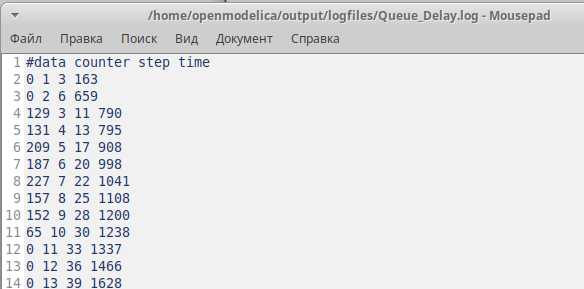 /home/openmodelica/output/logfiles/Queue_Delay.log - Mousepad
Файл Правка Поиск Вид Документ Справка
1 #data counter step time
2 0 1 3 163
3 0 2 6 659
4 129 3 11 790
5 131 4 13 795
6 209 5 17 908
7 187 6 20 998
8 227 7 22 1041
9 157 8 25 1108
10 152 9 28 1200
11 65 10 30 1238
12 0 11 33 1337
13 0 12 36 1466
14 0 13 39 1628